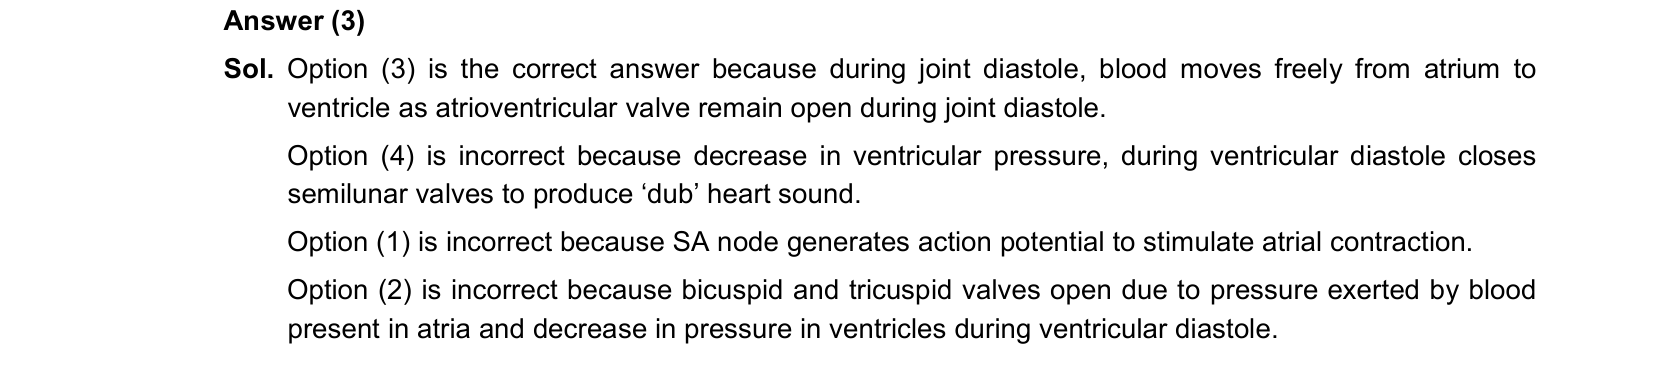 Answer (3)
Sol. Option (3) is the correct answer because during joint diastole, blood moves freely from atrium to
ventricle as atrioventricular valve remain open during joint diastole.
Option (4) is incorrect because decrease in ventricular pressure, during ventricular diastole closes
semilunar valves to produce ‘dub’ heart sound.
Option (1) is incorrect because SA node generates action potential to stimulate atrial contraction.
Option (2) is incorrect because bicuspid and tricuspid valves open due to pressure exerted by blood
present in atria and decrease in pressure in ventricles during ventricular diastole.